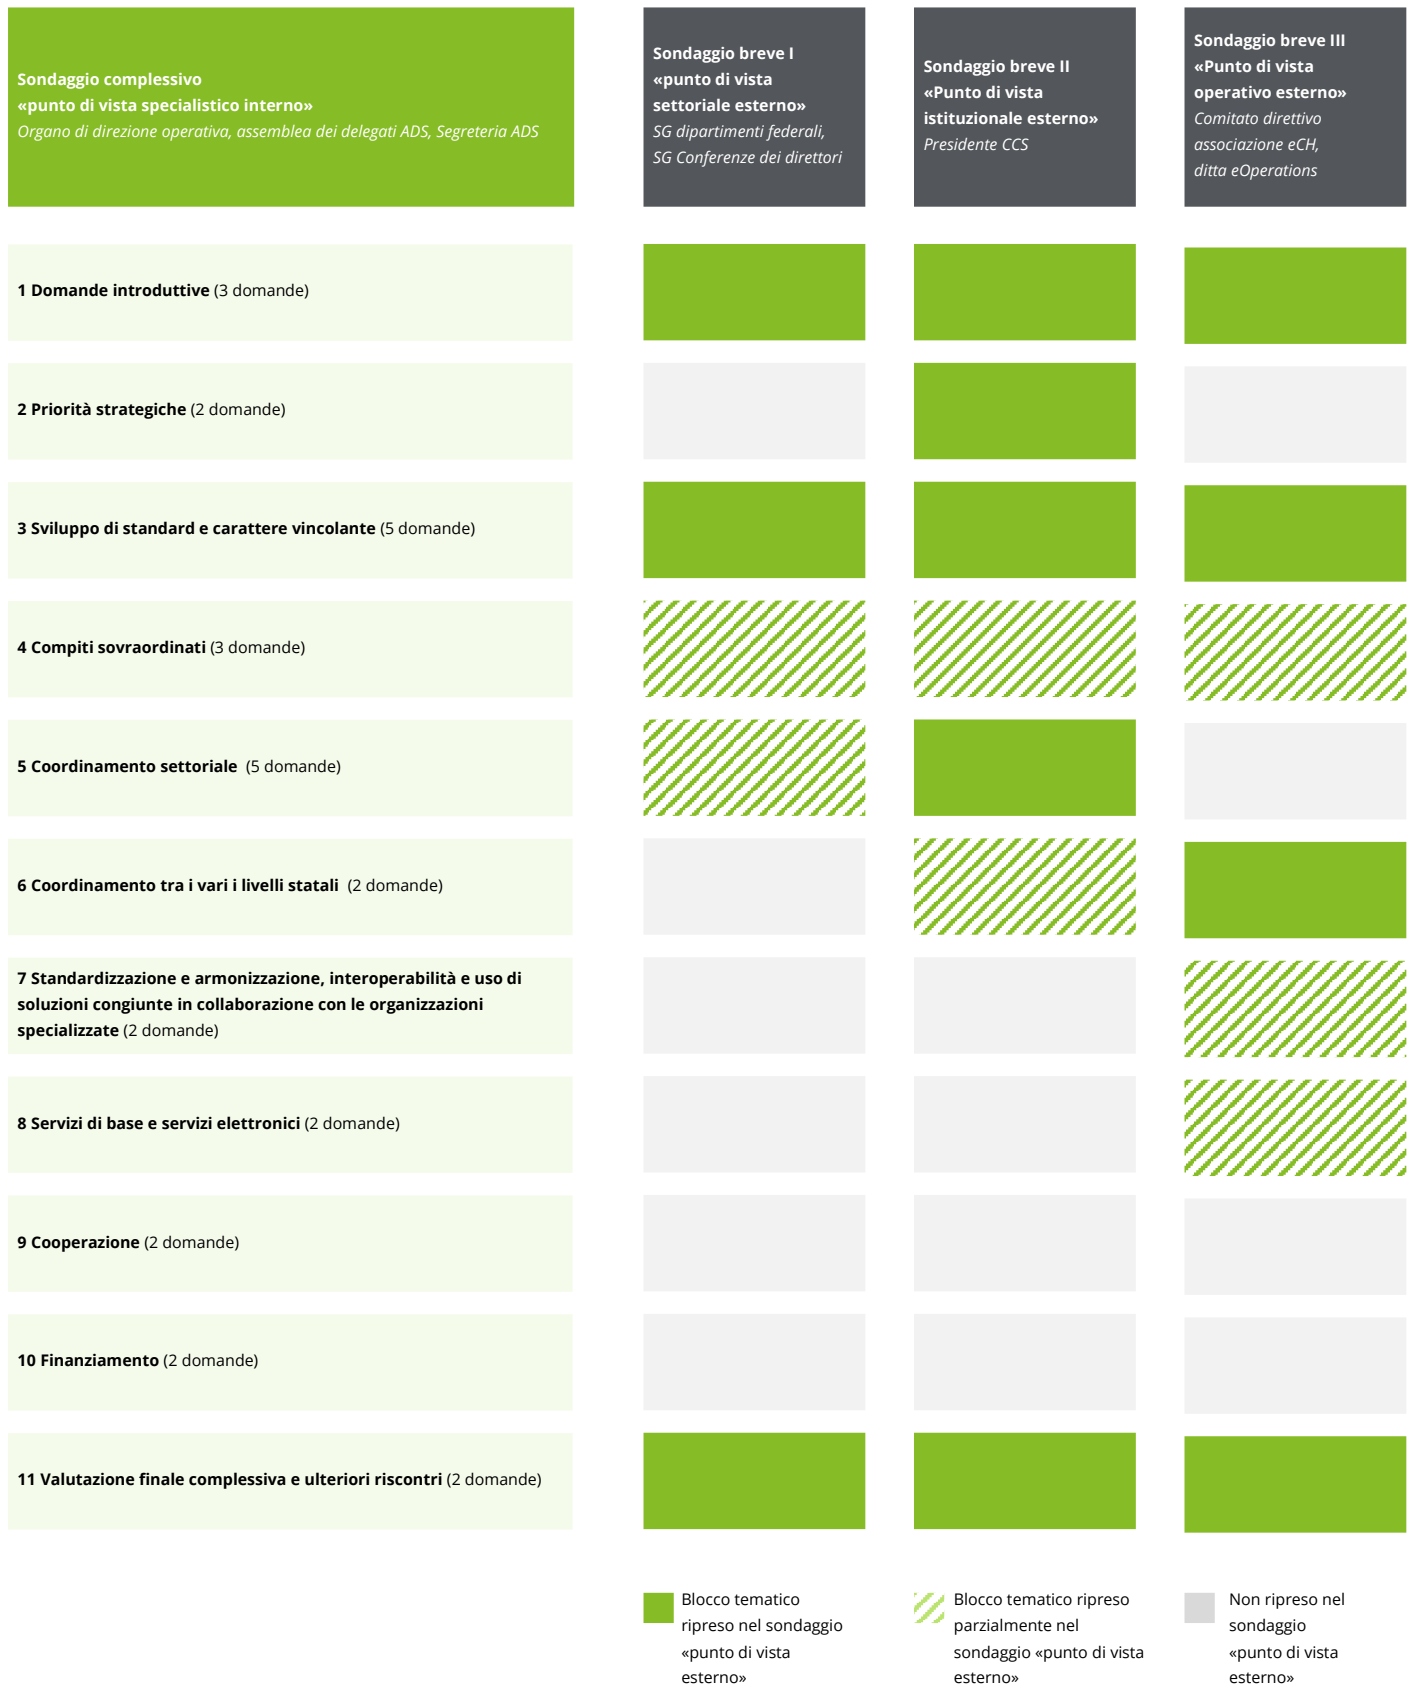 Sondaggio complessivo
«punto di vista specialistico interno»
Organo di direzione operativa, assemblea dei delegati ADS, Segreteria ADS
Sondaggio breve I
«punto di vista
settoriale esterno»
SG dipartimenti federali,
SG Conferenze dei direttori
Sondaggio breve II
«Punto di vista
istituzionale esterno»
Presidente CCS
Sondaggio breve III
«Punto di vista
operativo esterno»
Comitato direttivo
associazione eCH,
ditta eOperations
1 Domande introduttive (3 domande)
2 Priorità strategiche (2 domande)
3 Sviluppo di standard e carattere vincolante (5 domande)
4 Compiti sovraordinati (3 domande)
5 Coordinamento settoriale (5 domande)
6 Coordinamento tra i vari i livelli statali (2 domande)
7 Standardizzazione e armonizzazione, interoperabilità e uso di
soluzioni congiunte in collaborazione con le organizzazioni
specializzate (2 domande)
8 Servizi di base e servizi elettronici (2 domande)
9 Cooperazione (2 domande)
10 Finanziamento (2 domande)
11 Valutazione finale complessiva e ulteriori riscontri (2 domande)
Blocco tematico
ripreso nel sondaggio
«punto di vista
esterno»
Blocco tematico ripreso
parzialmente nel
sondaggio «punto di vista
esterno»
Non ripreso nel
sondaggio
«punto di vista
esterno»